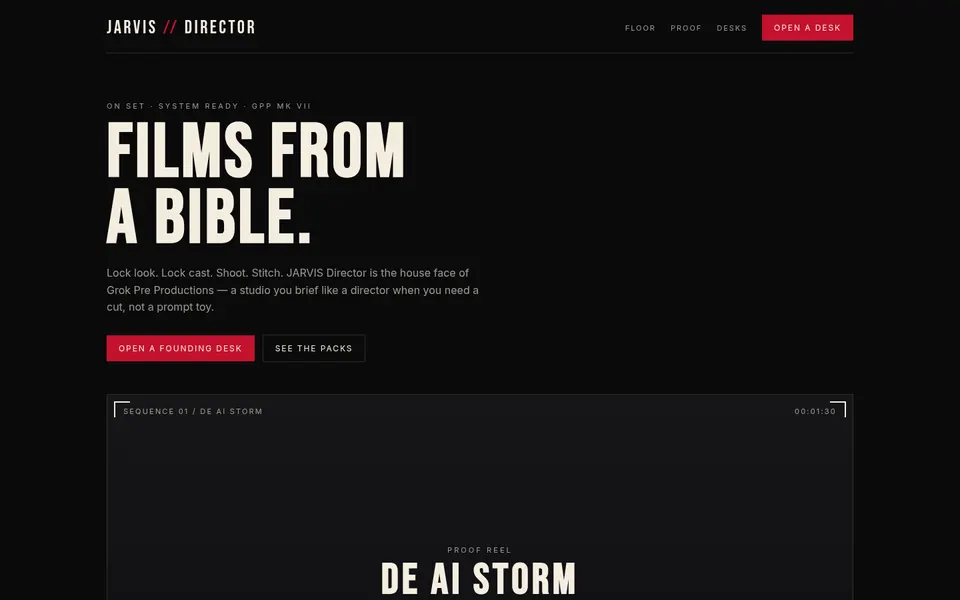 JARVIS // DIRECTOR
FLOOR PROOF DESKS OPEN A DESK
ON SET · SYSTEM READY · GPP MK VII
FILMS FROM
A BIBLE.
Lock look. Lock cast. Shoot. Stitch. JARVIS Director is the house face of
Grok Pre Productions — a studio you brief like a director when you need a
cut, not a prompt toy.
OPEN A FOUNDING DESK SEE THE PACKS
SEQUENCE 01 / DE AI STORM 00:01:30
PROOF REEL
DE AI STORM